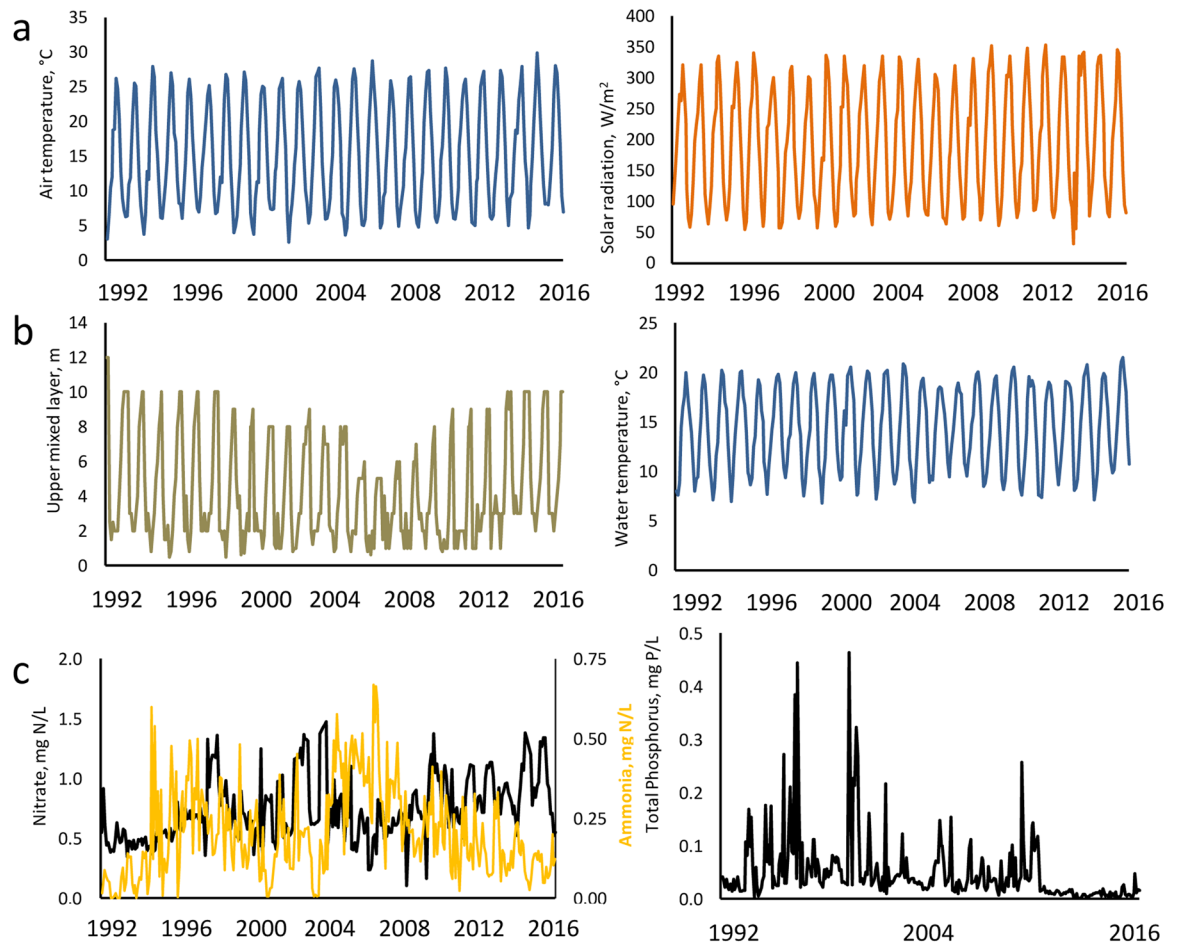 a
Air temperature, °C
35
30
25
20
15
10
5
0
1992 1996 2000 2004 2008 2012 2016
Solar radiation, W/m²
400
350
300
250
200
150
100
50
0
1992 1996 2000 2004 2008 2012 2016
b
Upper mixed layer, m
14
12
10
8
6
4
2
0
1992 1996 2000 2004 2008 2012 2016
Water temperature, °C
25
20
15
10
5
0
1992 1996 2000 2004 2008 2012 2016
c
Nitrate, mg N/L
2.0
1.5
1.0
0.5
0.0
0.75
0.50
0.25
0.00
Ammonia, mg N/L
1992 1996 2000 2004 2008 2012 2016
Total Phosphorus, mg P/L
0.5
0.4
0.3
0.2
0.1
0.0
1992 2004 2016